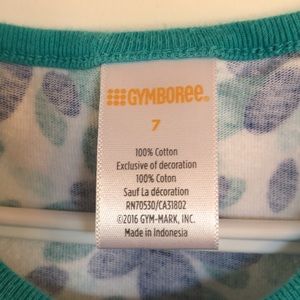 GYMBOREE®
7
100% Cotton
Exclusive of decoration
100% Coton
Sauf La décoration
RN70530/CA31802
©2016 GYM-MARK, INC.
Made in Indonesia